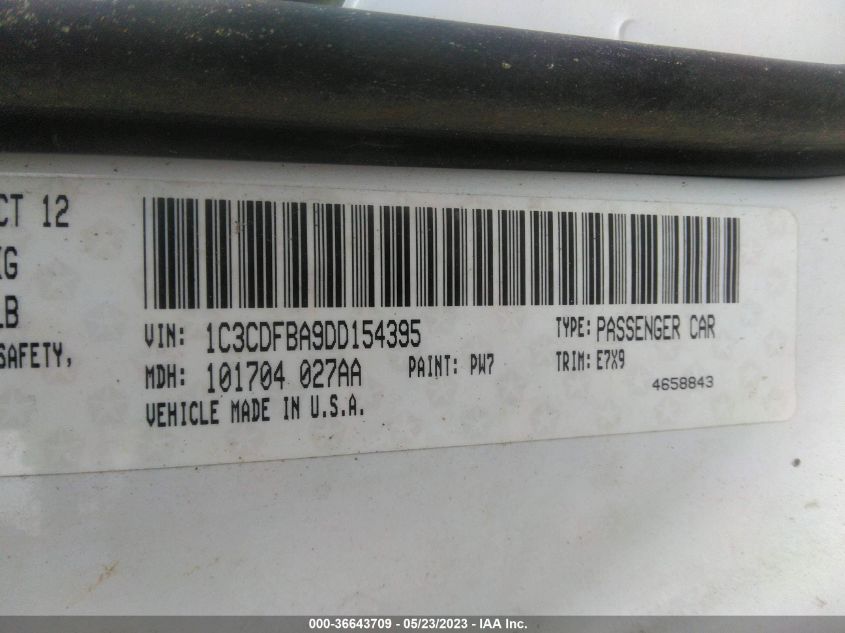 CT 12
KG
LB
SAFETY,
VIN: 1C3CDFBA9DD154395
TYPE: PASSENGER CAR
MDH: 101704 027AA
PAINT: PW7
TRIM: E7X9
VEHICLE MADE IN U.S.A.
4658843
000-36643709 - 05/23/2023 - IAA Inc.